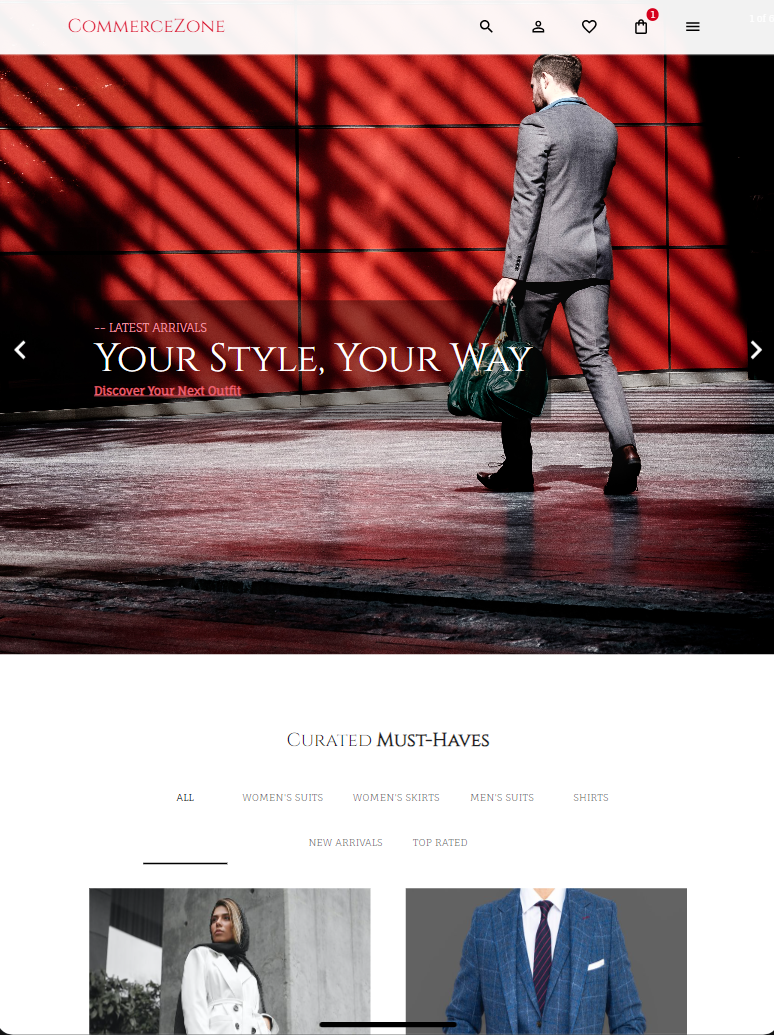 CommerceZone
1
1 of 6
-- LATEST ARRIVALS
Your Style, Your Way
Discover Your Next Outfit
Curated Must-Haves
ALL WOMEN'S SUITS WOMEN'S SKIRTS MEN'S SUITS SHIRTS
NEW ARRIVALS TOP RATED